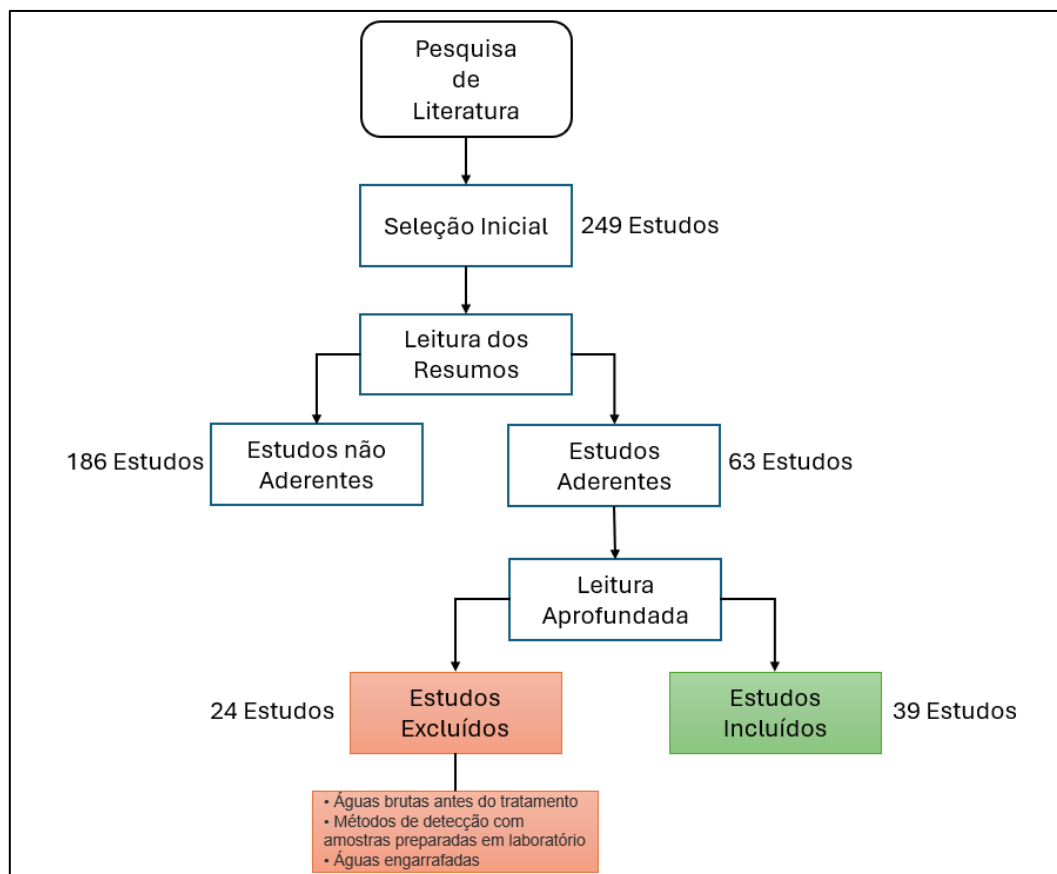 Pesquisa
de
Literatura
Seleção Inicial
249 Estudos
Leitura dos
Resumos
186 Estudos
Estudos não
Aderentes
Estudos
Aderentes
63 Estudos
Leitura
Aprofundada
24 Estudos
Estudos
Excluídos
Estudos
Incluídos
39 Estudos
• Águas brutas antes do tratamento
• Métodos de detecção com
amostras preparadas em laboratório
• Águas engarrafadas